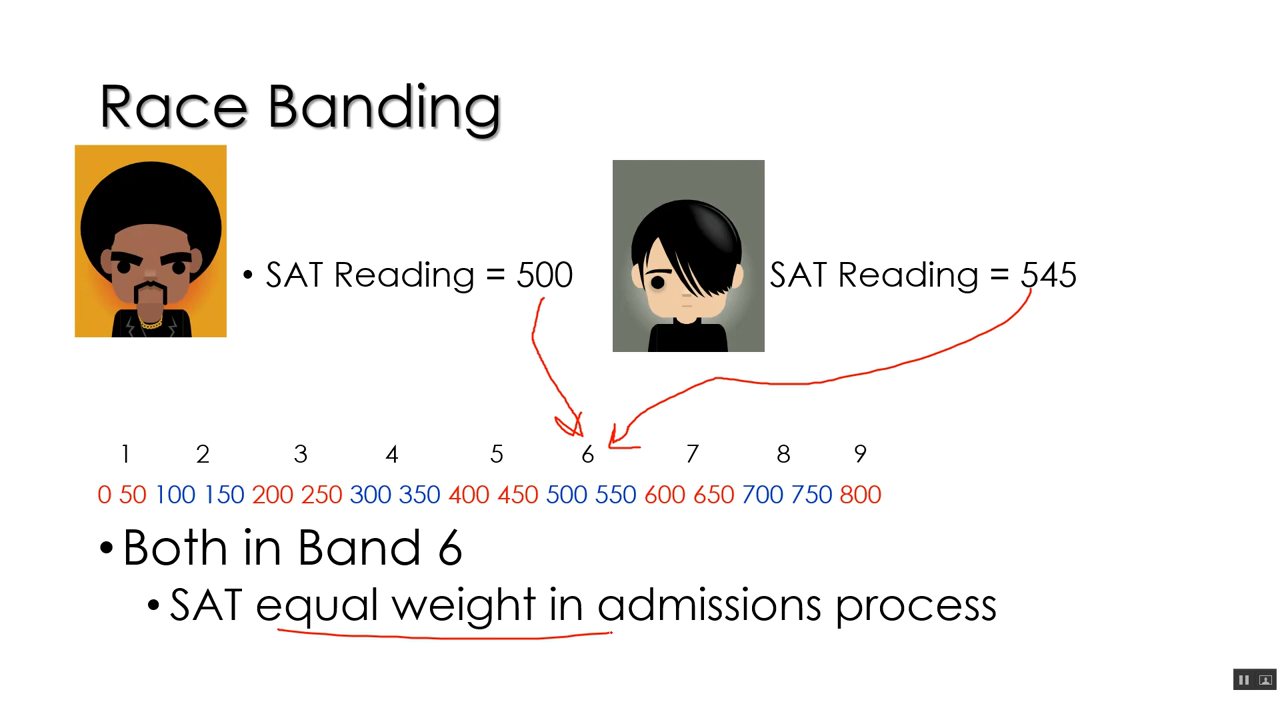 Race Banding
• SAT Reading = 500
SAT Reading = 545
1 2 3 4 5 6 7 8 9
0 50 100 150 200 250 300 350 400 450 500 550 600 650 700 750 800
• Both in Band 6
• SAT equal weight in admissions process